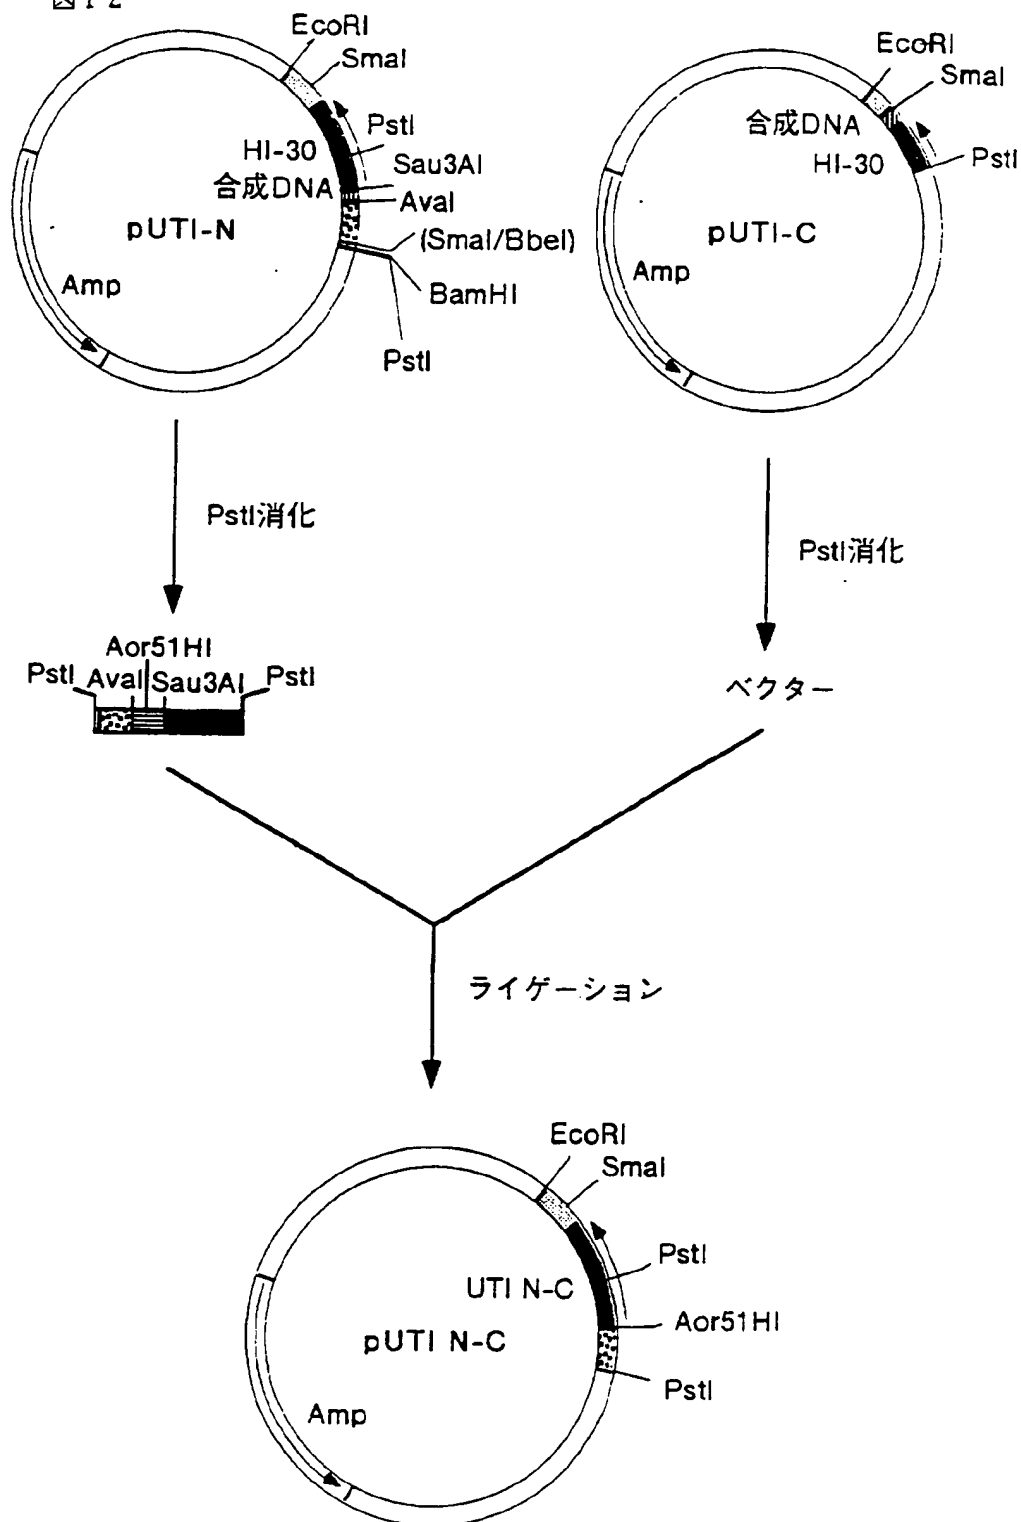 図12
EcoRI
SmaI
PstI
HI-30
Sau3AI
合成DNA
AvaI
pUTI-N
(SmaI/BbeI)
Amp
BamHI
PstI
EcoRI
SmaI
合成DNA
HI-30
PstI
pUTI-C
Amp
PstI消化
PstI消化
Aor51HI
PstI AvaI Sau3AI PstI
ベクター
ライゲーション
EcoRI
SmaI
PstI
UTI N-C
Aor51HI
pUTI N-C
PstI
Amp